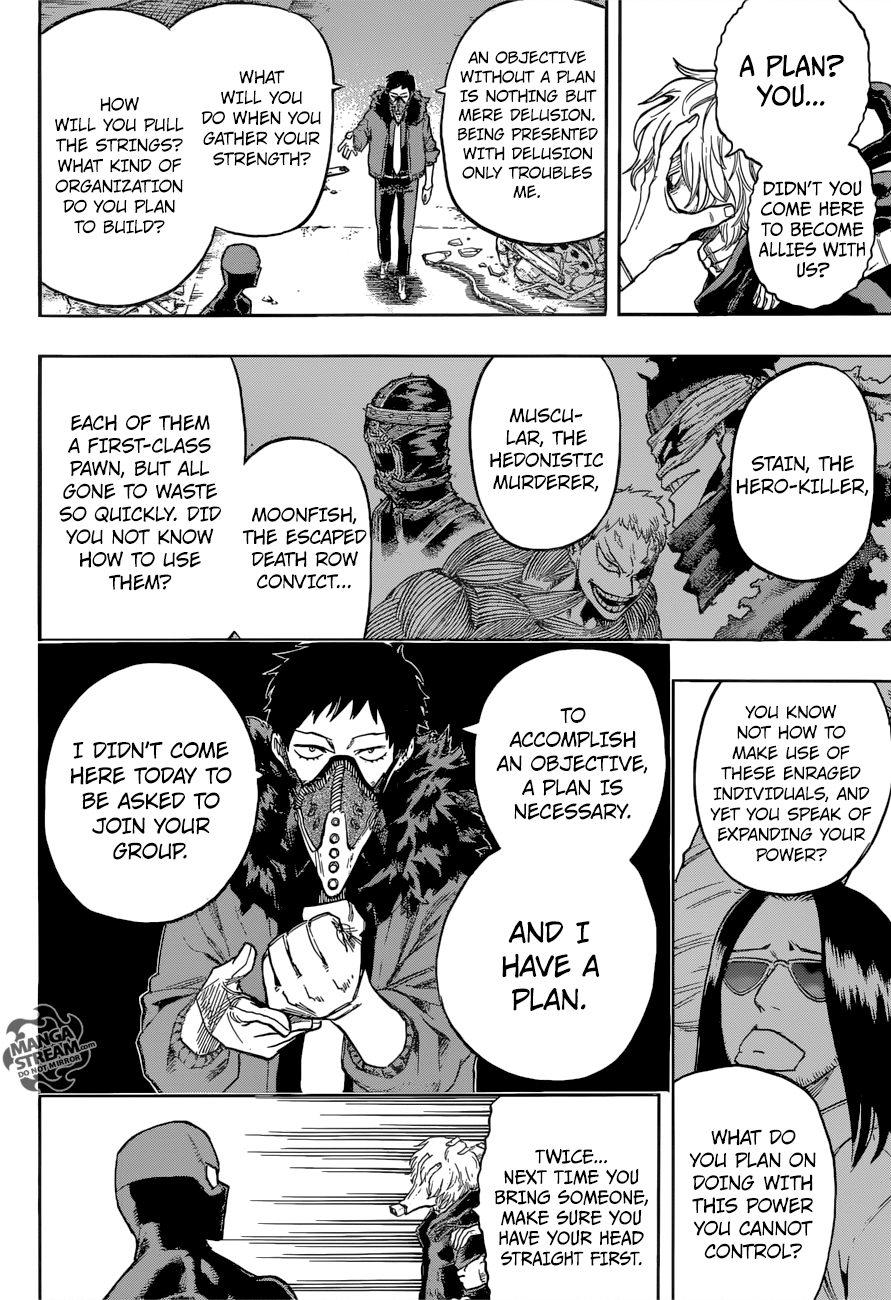 A PLAN?
YOU...
DIDN'T YOU
COME HERE
TO BECOME
ALLIES WITH
US?
AN OBJECTIVE
WITHOUT A PLAN
IS NOTHING BUT
MERE DELUSION.
BEING PRESENTED
WITH DELUSION
ONLY TROUBLES
ME.
WHAT
WILL YOU
DO WHEN YOU
GATHER YOUR
STRENGTH?
HOW
WILL YOU PULL
THE STRINGS?
WHAT KIND OF
ORGANIZATION
DO YOU PLAN
TO BUILD?
STAIN, THE
HERO-KILLER,
MUSCU-
LAR, THE
HEDONISTIC
MURDERER,
MOONFISH,
THE ESCAPED
DEATH ROW
CONVICT...
EACH OF THEM
A FIRST-CLASS
PAWN, BUT ALL
GONE TO WASTE
SO QUICKLY. DID
YOU NOT KNOW
HOW TO USE
THEM?
YOU KNOW
NOT HOW TO
MAKE USE OF
THESE ENRAGED
INDIVIDUALS, AND
YET YOU SPEAK OF
EXPANDING YOUR
POWER?
WHAT DO
YOU PLAN ON
DOING WITH
THIS POWER
YOU CANNOT
CONTROL?
TO
ACCOMPLISH
AN OBJECTIVE,
A PLAN IS
NECESSARY.
AND I
HAVE A
PLAN.
I DIDN'T COME
HERE TODAY TO
BE ASKED TO
JOIN YOUR
GROUP.
TWICE...
NEXT TIME YOU
BRING SOMEONE,
MAKE SURE YOU
HAVE YOUR HEAD
STRAIGHT FIRST.
MANGA
STREAM.com
DO NOT MIRROR